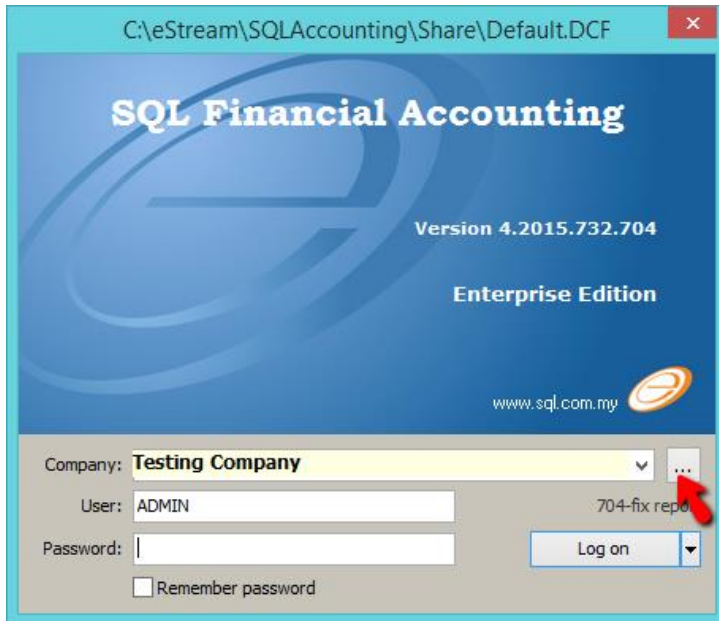 C:\eStream\SQLAccounting\Share\Default.DCF
SQL Financial Accounting
Version 4.2015.732.704
Enterprise Edition
www.sql.com.my
Company: Testing Company ...
User: ADMIN 704-fix
Password: Log on
Remember password